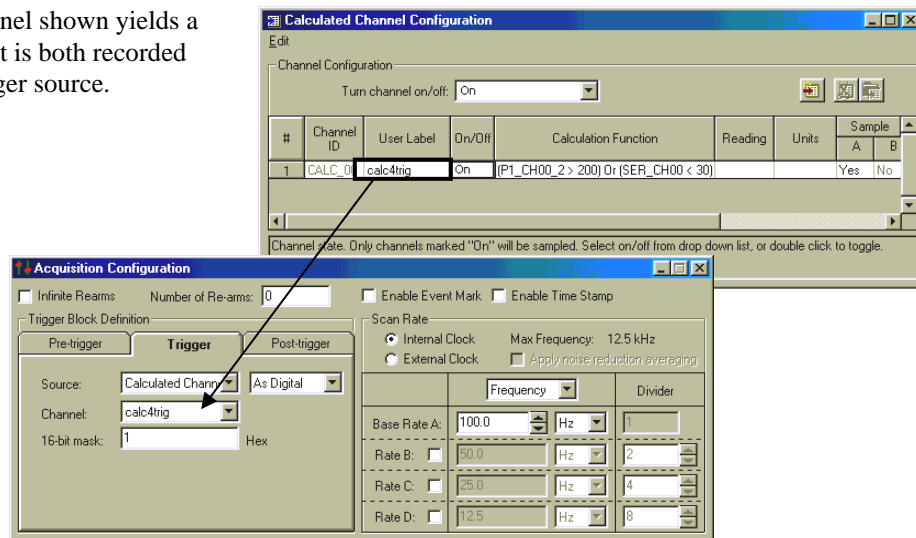 nel shown yields a
t is both recorded
ger source.
Calculated Channel Configuration
Edit
Channel Configuration
Turn channel on/off: On
# Channel ID User Label On/Off Calculation Function Reading Units Sample
A B
1 CALC_0 calc4trig On (P1_CH00_2 > 200) Or (SER_CH00 < 30) Yes No
Channel state. Only channels marked "On" will be sampled. Select on/off from drop down list, or double click to toggle.
Acquisition Configuration
Infinite Rearms Number of Re-arms: 0 Enable Event Mark Enable Time Stamp
Trigger Block Definition
Pre-trigger Trigger Post-trigger
Source: Calculated Chann As Digital
Channel: calc4trig
16-bit mask: 1 Hex
Scan Rate
Internal Clock Max Frequency: 12.5 kHz
External Clock Apply noise reduction averaging
Frequency Divider
Base Rate A: 100.0 Hz 1
Rate B: 50.0 Hz 2
Rate C: 25.0 Hz 4
Rate D: 12.5 Hz 8